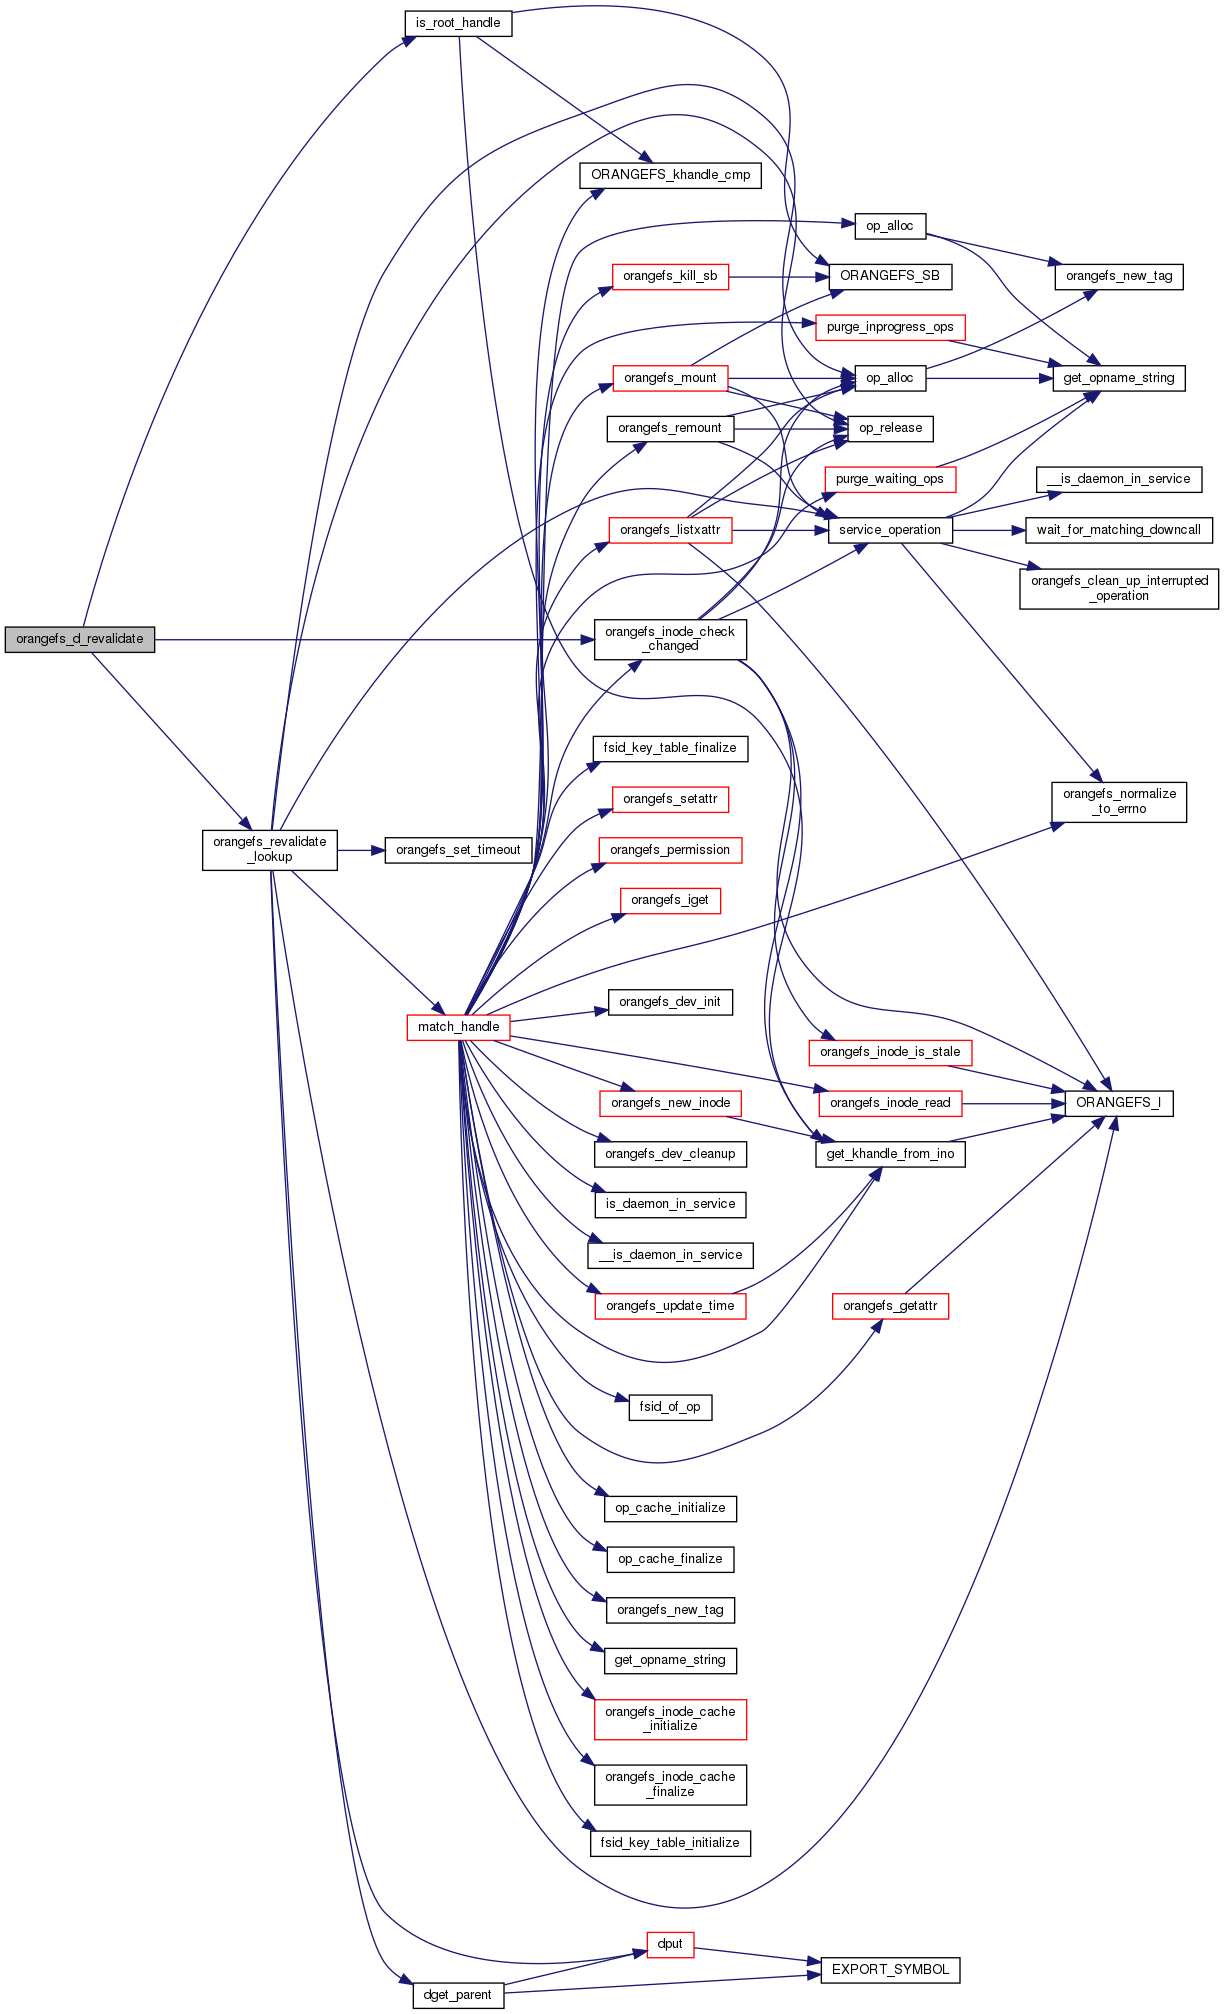 is_root_handle
ORANGEFS_khandle_cmp
op_alloc
orangefs_kill_sb
ORANGEFS_SB
orangefs_new_tag
purge_inprogress_ops
orangefs_mount
op_alloc
get_opname_string
orangefs_remount
op_release
purge_waiting_ops
__is_daemon_in_service
orangefs_listxattr
service_operation
wait_for_matching_downcall
orangefs_clean_up_interrupted
_operation
orangefs_d_revalidate
orangefs_inode_check
_changed
fsid_key_table_finalize
orangefs_setattr
orangefs_normalize
_to_errno
orangefs_revalidate
_lookup
orangefs_set_timeout
orangefs_permission
orangefs_iget
orangefs_dev_init
match_handle
orangefs_inode_is_stale
orangefs_new_inode
orangefs_inode_read
ORANGEFS_I
orangefs_dev_cleanup
get_khandle_from_ino
is_daemon_in_service
__is_daemon_in_service
orangefs_update_time
orangefs_getattr
fsid_of_op
op_cache_initialize
op_cache_finalize
orangefs_new_tag
get_opname_string
orangefs_inode_cache
_initialize
orangefs_inode_cache
_finalize
fsid_key_table_initialize
dput
EXPORT_SYMBOL
dget_parent